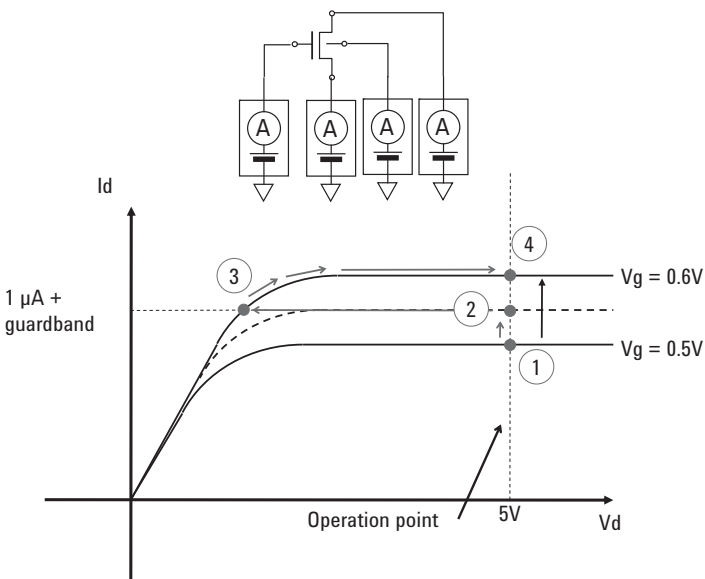 A A A A
Id
4
3
Vg = 0.6V
1 µA +
guardband
2
Vg = 0.5V
1
Operation point
5V
Vd